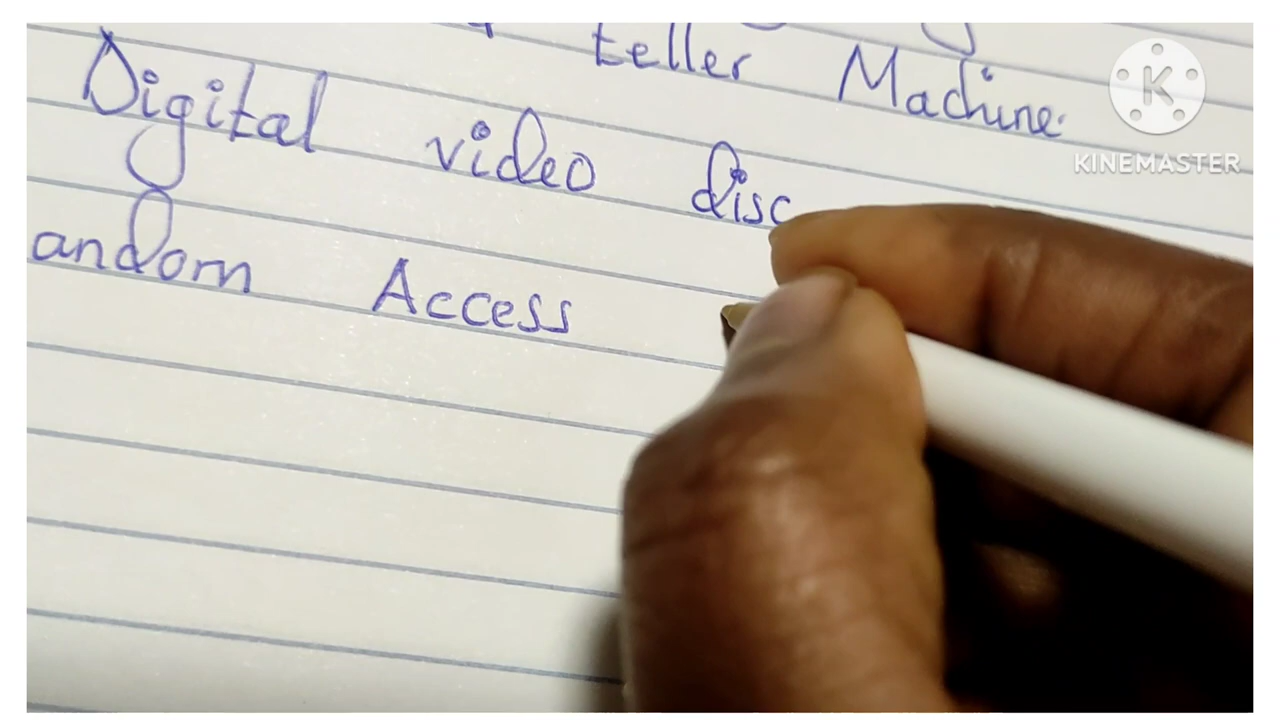 teller Machine.
Digital video disc
andom Access
KINEMASTER